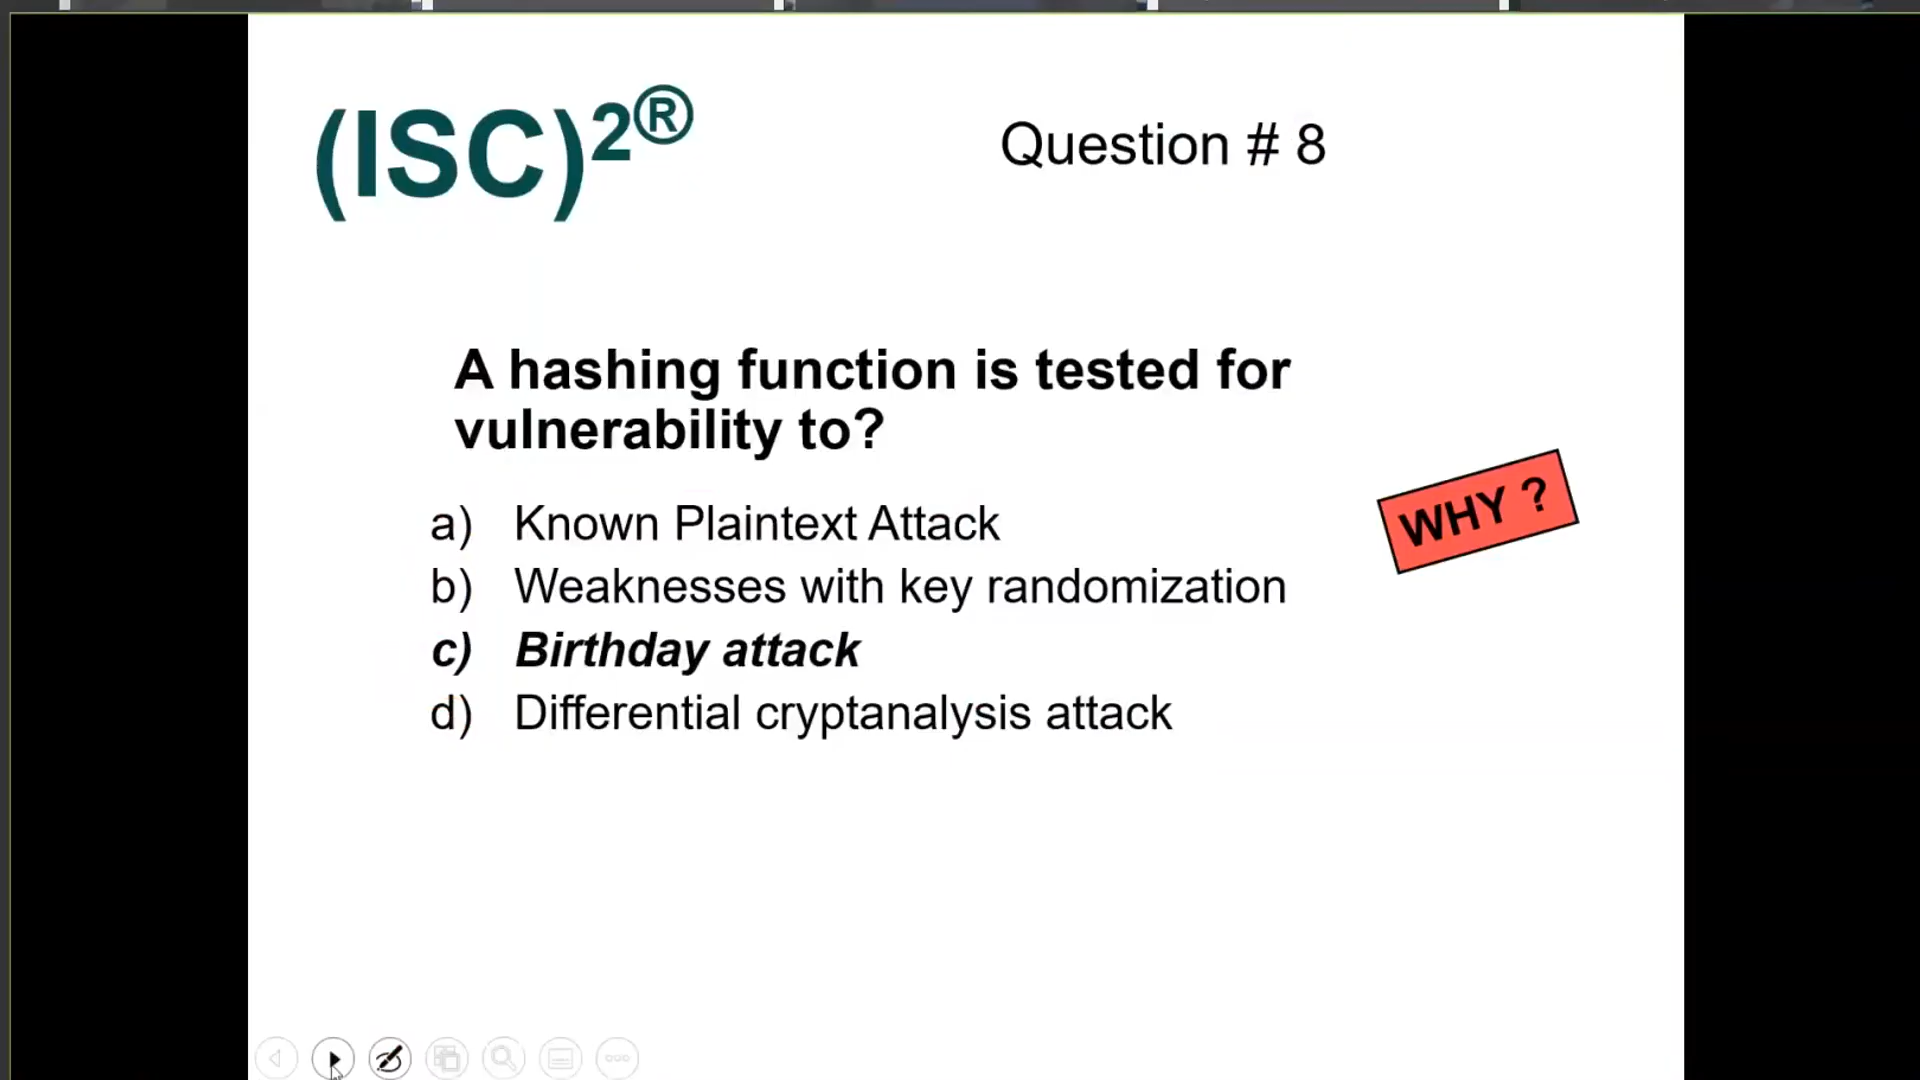 (ISC)2®
Question # 8
A hashing function is tested for
vulnerability to?
WHY ?
a) Known Plaintext Attack
b) Weaknesses with key randomization
c) Birthday attack
d) Differential cryptanalysis attack